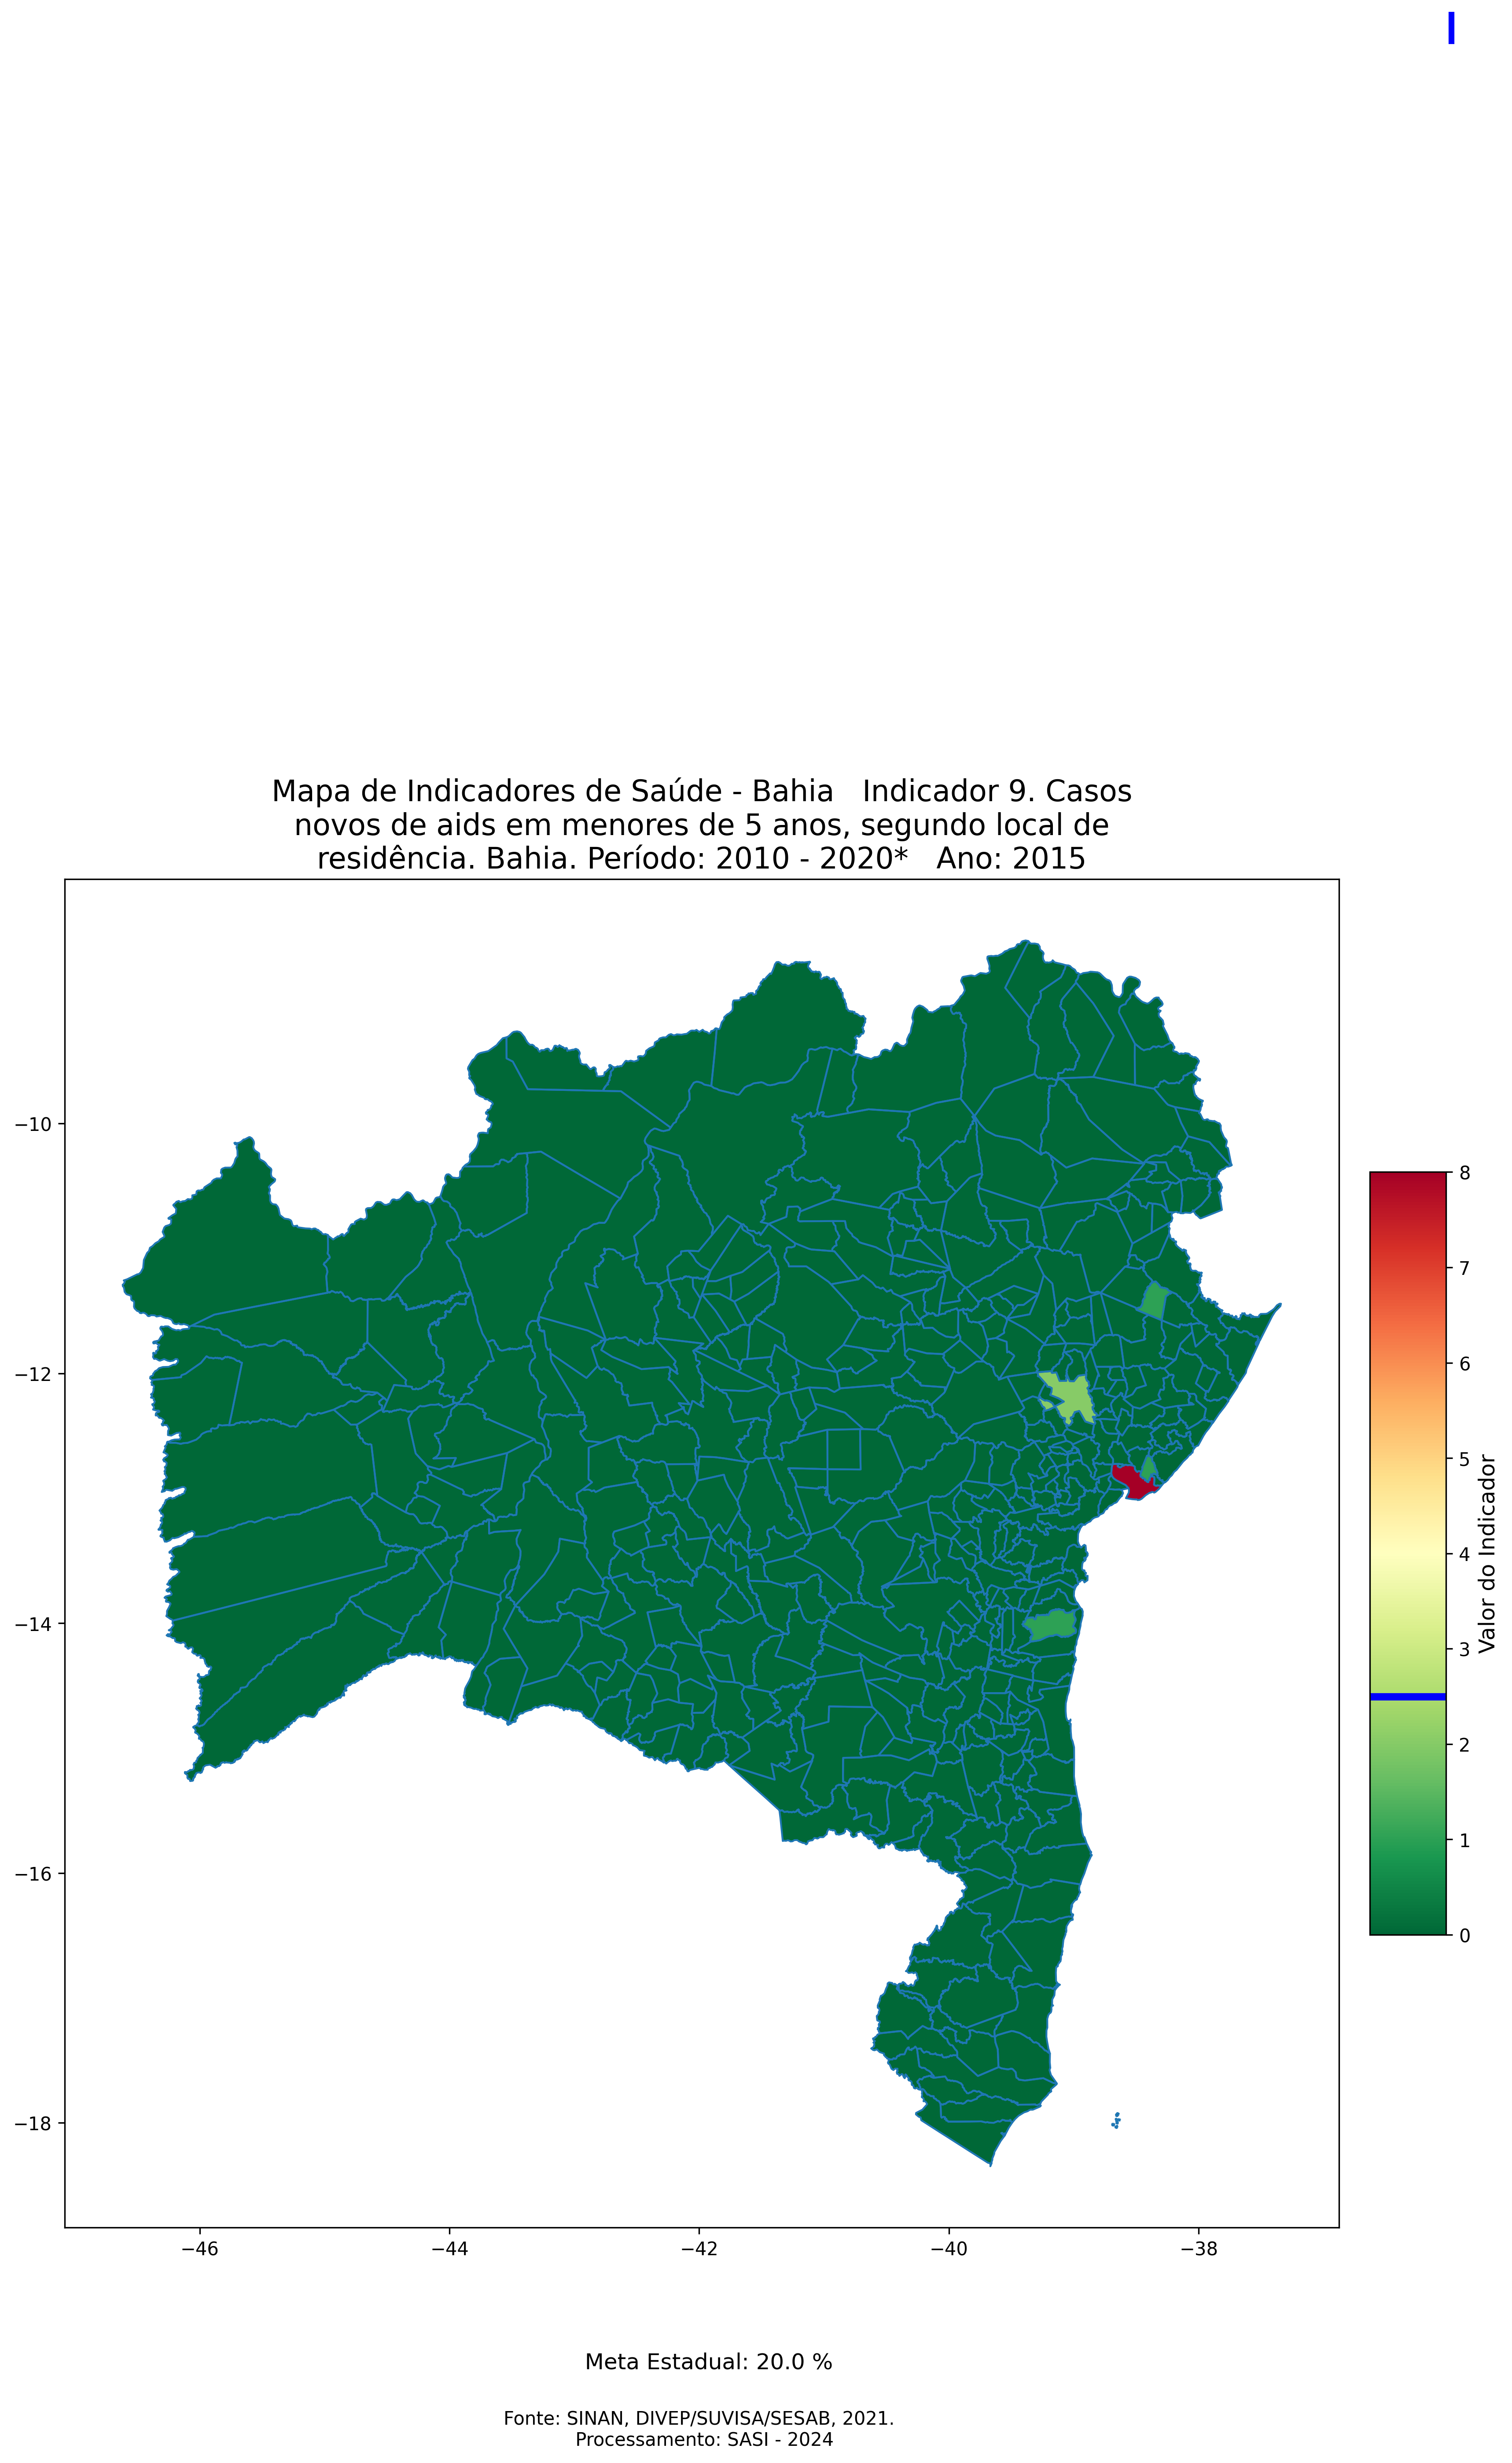 Mapa de Indicadores de Saúde - Bahia   Indicador 9. Casos
novos de aids em menores de 5 anos, segundo local de
residência. Bahia. Período: 2010 - 2020*   Ano: 2015
−10
−12
−14
−16
−18
−46
−44
−42
−40
−38
8
7
6
5
4
3
2
1
0
Valor do Indicador
Meta Estadual: 20.0 %
Fonte: SINAN, DIVEP/SUVISA/SESAB, 2021.
Processamento: SASI - 2024